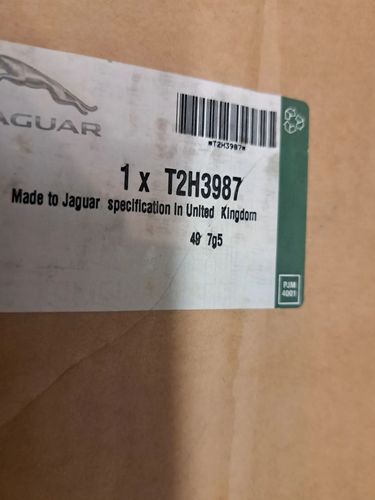 JAGUAR
*T2H3987*
1 x T2H3987
Made to Jaguar specification in United Kingdom
49 7g5
PJM
4001